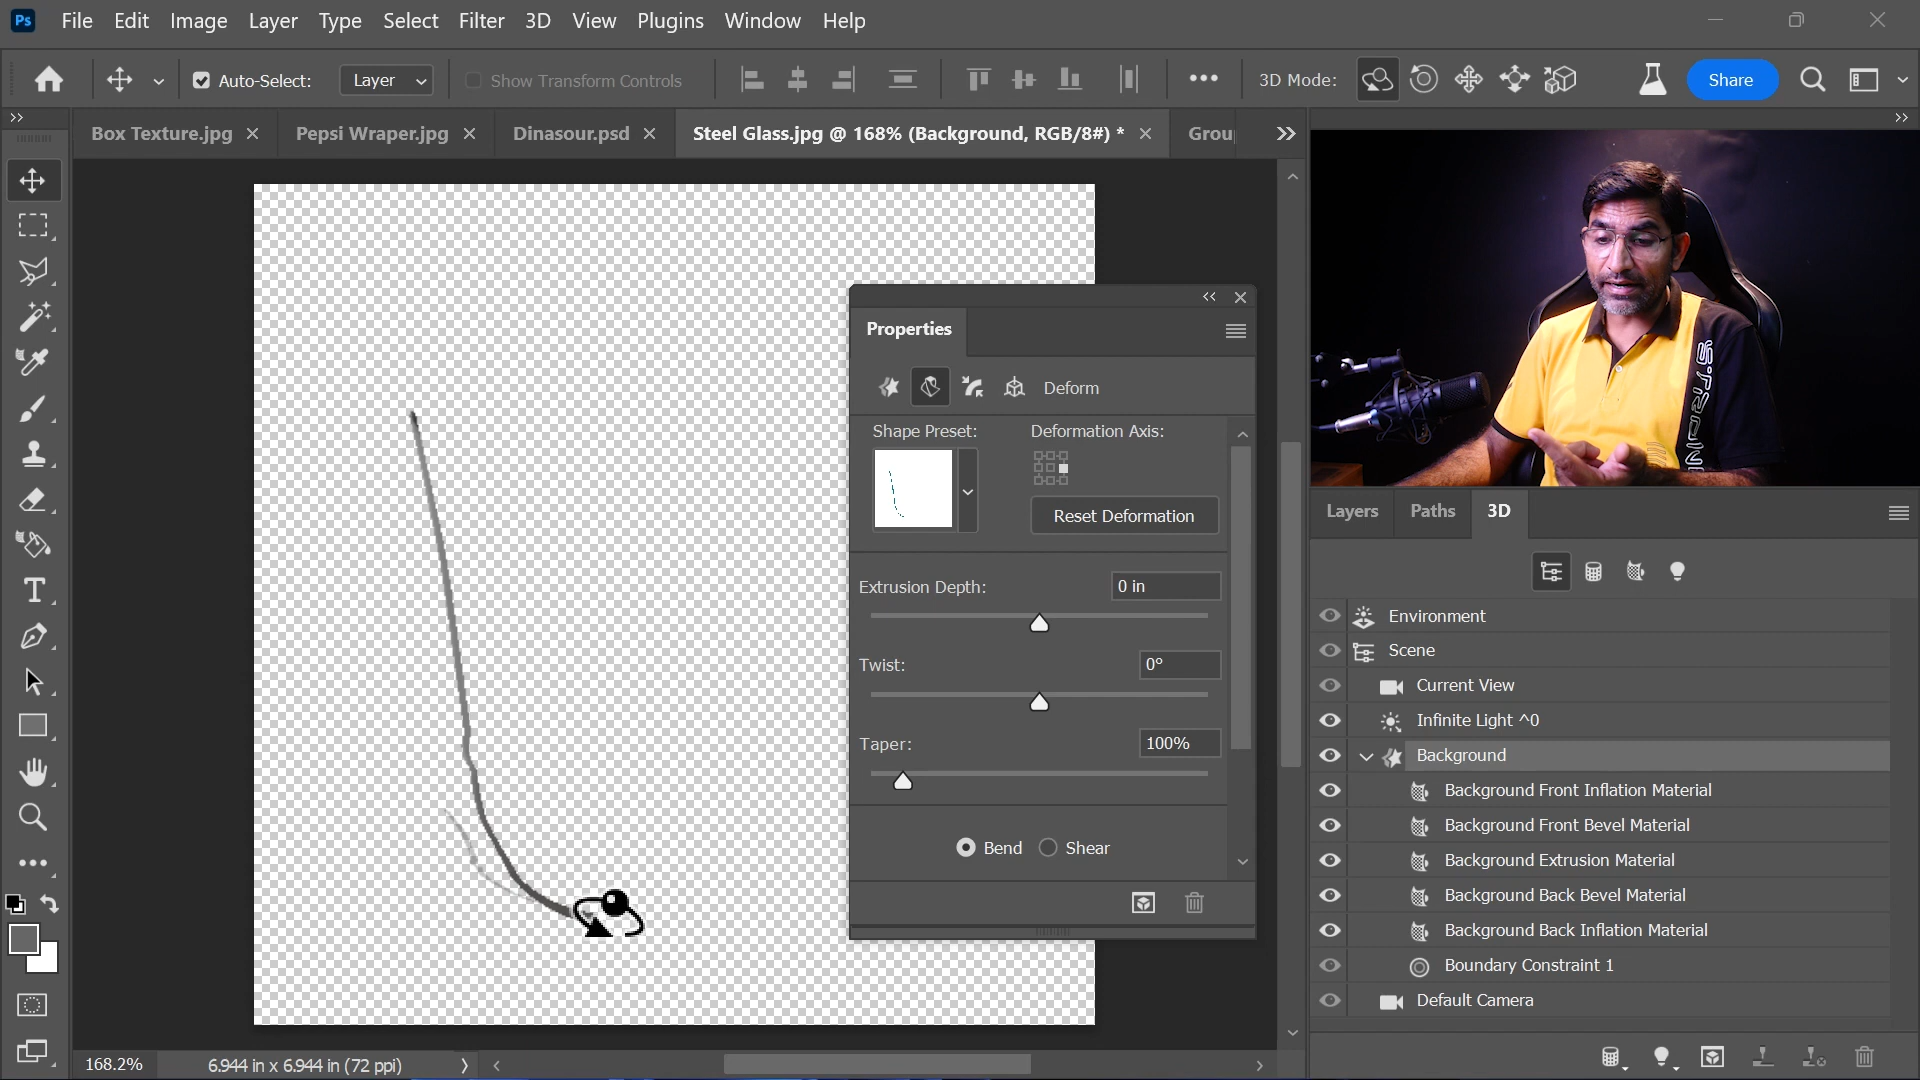 Ps File Edit Image Layer Type Select Filter 3D View Plugins Window Help
Auto-Select: Layer Show Transform Controls 3D Mode: Share
Box Texture.jpg Pepsi Wraper.jpg Dinasour.psd Steel Glass.jpg @ 168% (Background, RGB/8#) * Grou
Properties
Deform
Shape Preset: Deformation Axis:
Reset Deformation
Extrusion Depth: 0 in
Twist: 0°
Taper: 100%
Bend Shear
Layers Paths 3D
Environment
Scene
Current View
Infinite Light ^0
Background
Background Front Inflation Material
Background Front Bevel Material
Background Extrusion Material
Background Back Bevel Material
Background Back Inflation Material
Boundary Constraint 1
Default Camera
168.2% 6.944 in x 6.944 in (72 ppi)